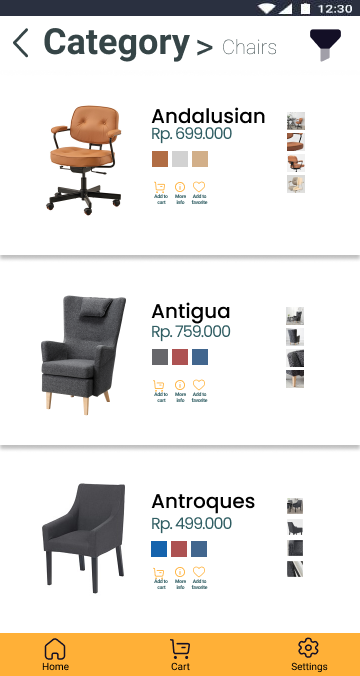 12:30
Category > Chairs
Andalusian
Rp. 699.000
Add to cart
More info
Add to favorite
Antigua
Rp. 759.000
Add to cart
More info
Add to favorite
Antroques
Rp. 499.000
Add to cart
More info
Add to favorite
Home
Cart
Settings